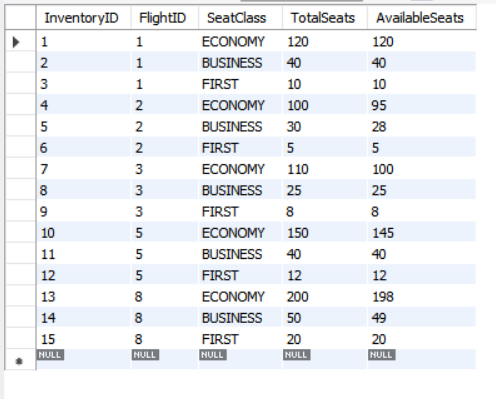 InventoryID FlightID SeatClass TotalSeats AvailableSeats
1 1 ECONOMY 120 120
2 1 BUSINESS 40 40
3 1 FIRST 10 10
4 2 ECONOMY 100 95
5 2 BUSINESS 30 28
6 2 FIRST 5 5
7 3 ECONOMY 110 100
8 3 BUSINESS 25 25
9 3 FIRST 8 8
10 5 ECONOMY 150 145
11 5 BUSINESS 40 40
12 5 FIRST 12 12
13 8 ECONOMY 200 198
14 8 BUSINESS 50 49
15 8 FIRST 20 20
NULL NULL NULL NULL NULL